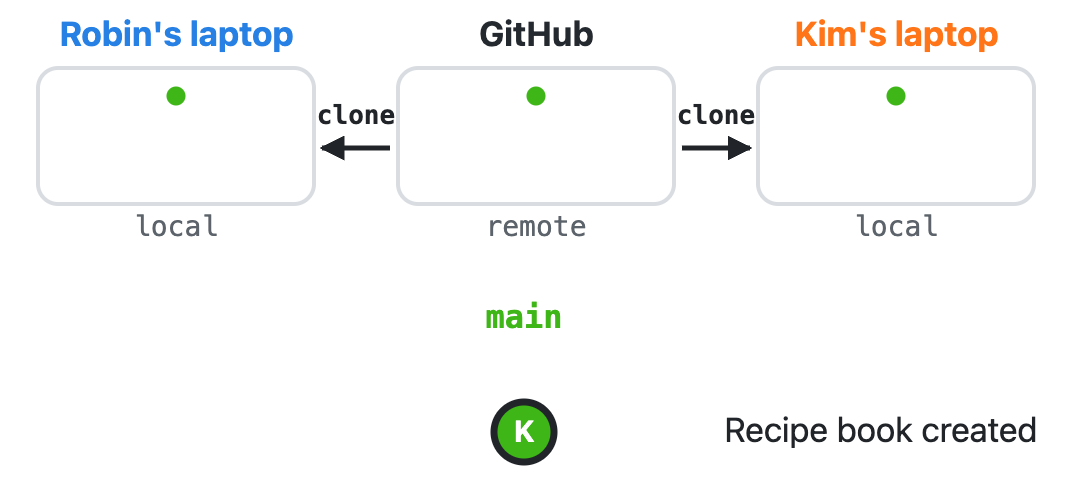 Robin's laptop
GitHub
Kim's laptop
clone
clone
local
remote
local
main
K
Recipe book created